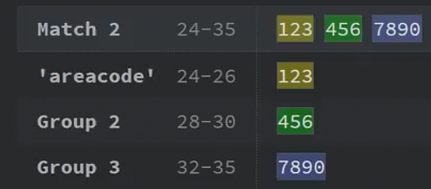 Match 2 24-35 123 456 7890
'areacode' 24-26 123
Group 2 28-30 456
Group 3 32-35 7890